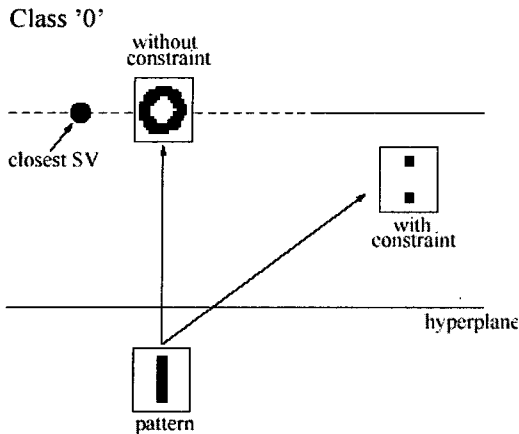 Class '0'
without
constraint
closest SV
with
constraint
hyperplane
pattern